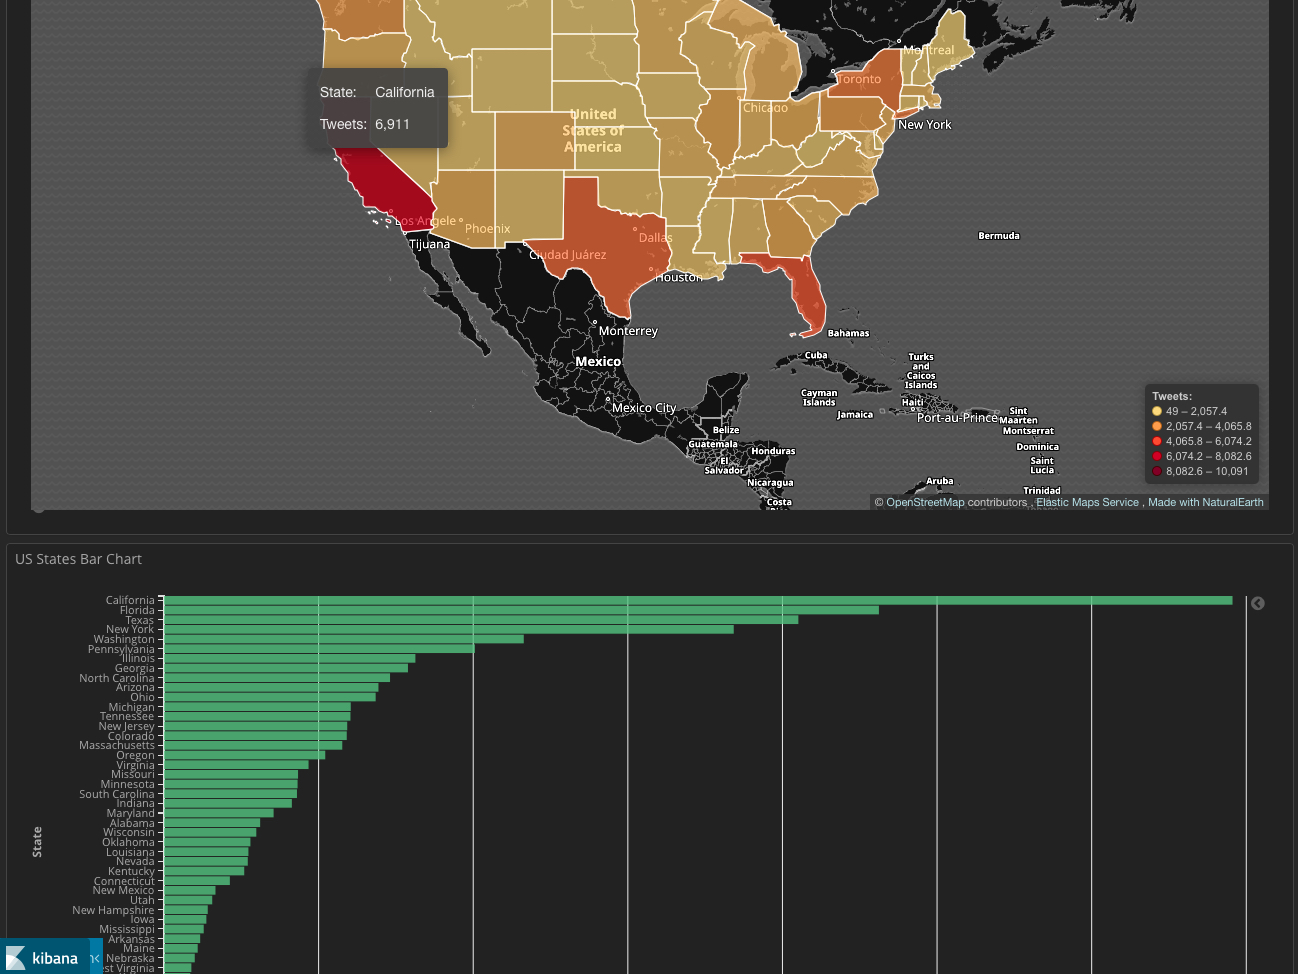 Montreal
Toronto
State: California
Tweets: 6,911
Chicago
United
States of
America
New York
Los Angele
Phoenix
Tijuana
Dallas
Ciudad Juárez
Houston
Bermuda
Monterrey
Bahamas
Mexico
Cuba
Turks
and
Caicos
Islands
Cayman
Islands
Mexico City
Jamaica
Haiti
Port-au-Prince
Sint
Maarten
Montserrat
Belize
Guatemala
Honduras
El
Salvador
Nicaragua
Costa
Dominica
Saint
Lucia
Aruba
Trinidad
Tweets:
49 – 2,057.4
2,057.4 – 4,065.8
4,065.8 – 6,074.2
6,074.2 – 8,082.6
8,082.6 – 10,091
© OpenStreetMap contributors , Elastic Maps Service , Made with NaturalEarth
US States Bar Chart
California
Florida
Texas
New York
Washington
Pennsylvania
Illinois
Georgia
North Carolina
Arizona
Ohio
Michigan
Tennessee
New Jersey
Colorado
Massachusetts
Oregon
Virginia
Missouri
Minnesota
South Carolina
Indiana
Maryland
Alabama
Wisconsin
Oklahoma
Louisiana
Nevada
Kentucky
Connecticut
New Mexico
Utah
New Hampshire
Iowa
Mississippi
Arkansas
Maine
Nebraska
est Virginia
State
kibana